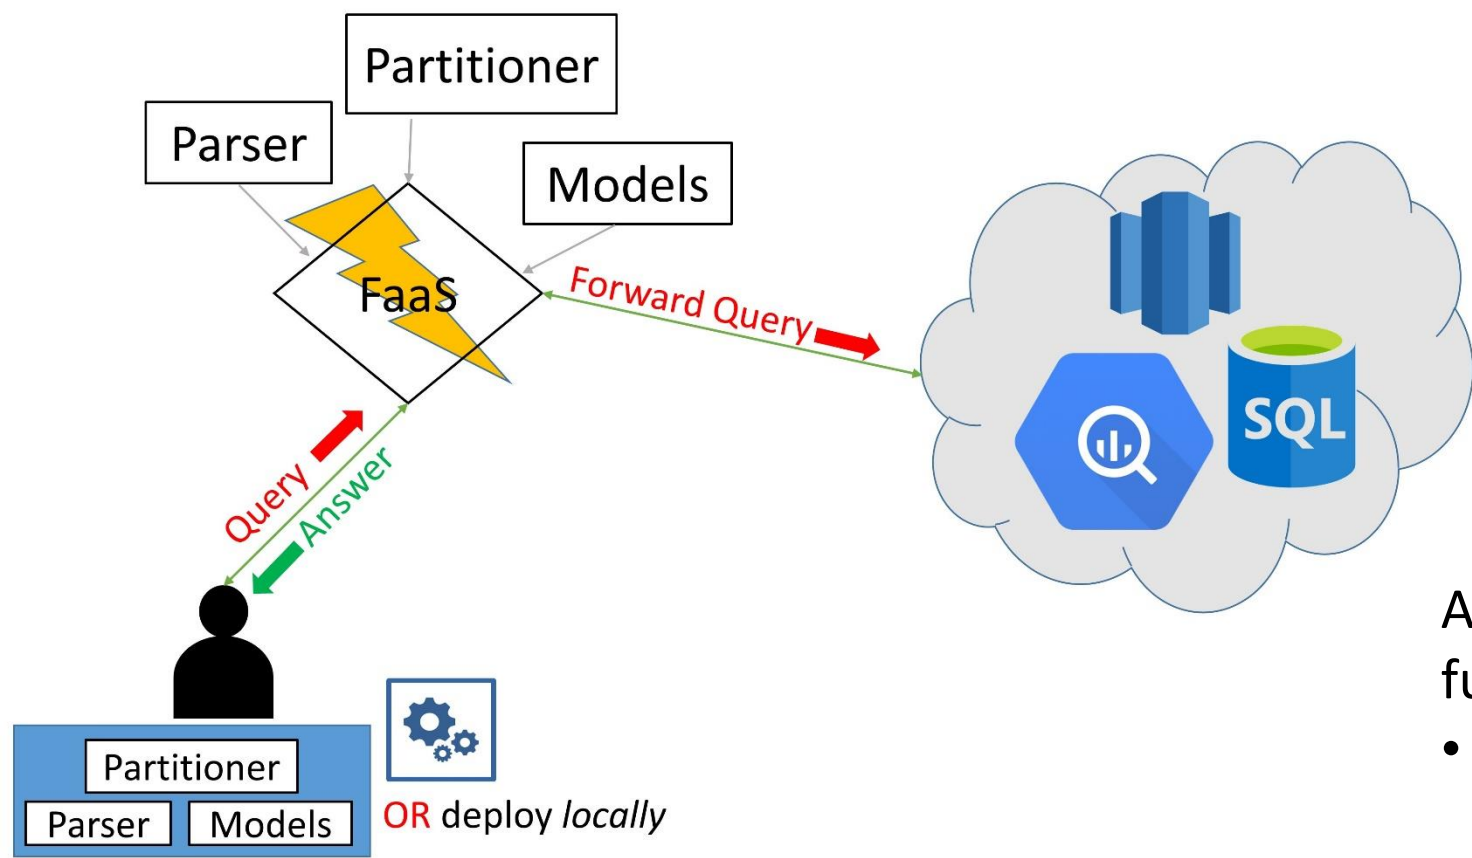 Partitioner
Parser
Models
FaaS
Forward Query
SQL
Query
Answer
Partitioner
Parser
Models
OR deploy locally
•